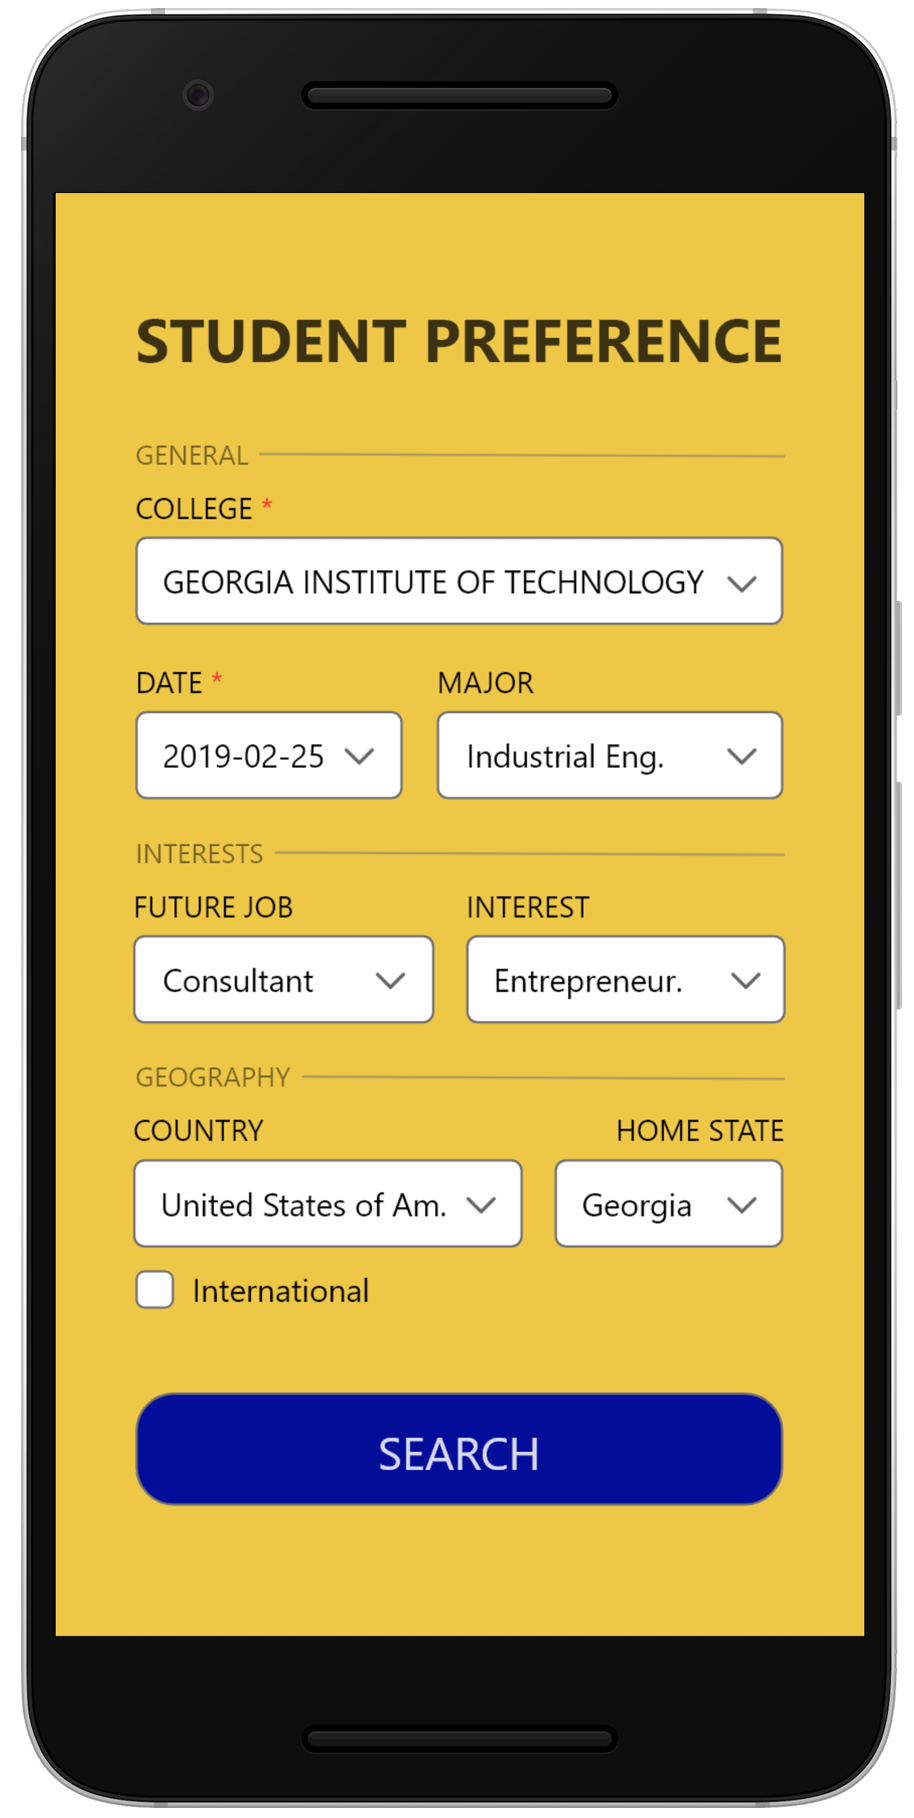 STUDENT PREFERENCE
GENERAL
COLLEGE *
GEORGIA INSTITUTE OF TECHNOLOGY
DATE * MAJOR
2019-02-25 Industrial Eng.
INTERESTS
FUTURE JOB INTEREST
Consultant Entrepreneur.
GEOGRAPHY
COUNTRY HOME STATE
United States of Am. Georgia
International
SEARCH